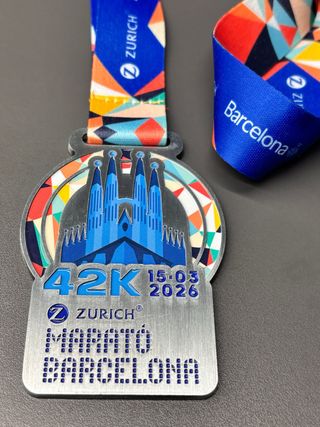 ZURICH
ZURICH
Barcelona
42K
15·03
2026
ZURICH®
MARATÓ
BARCELONA